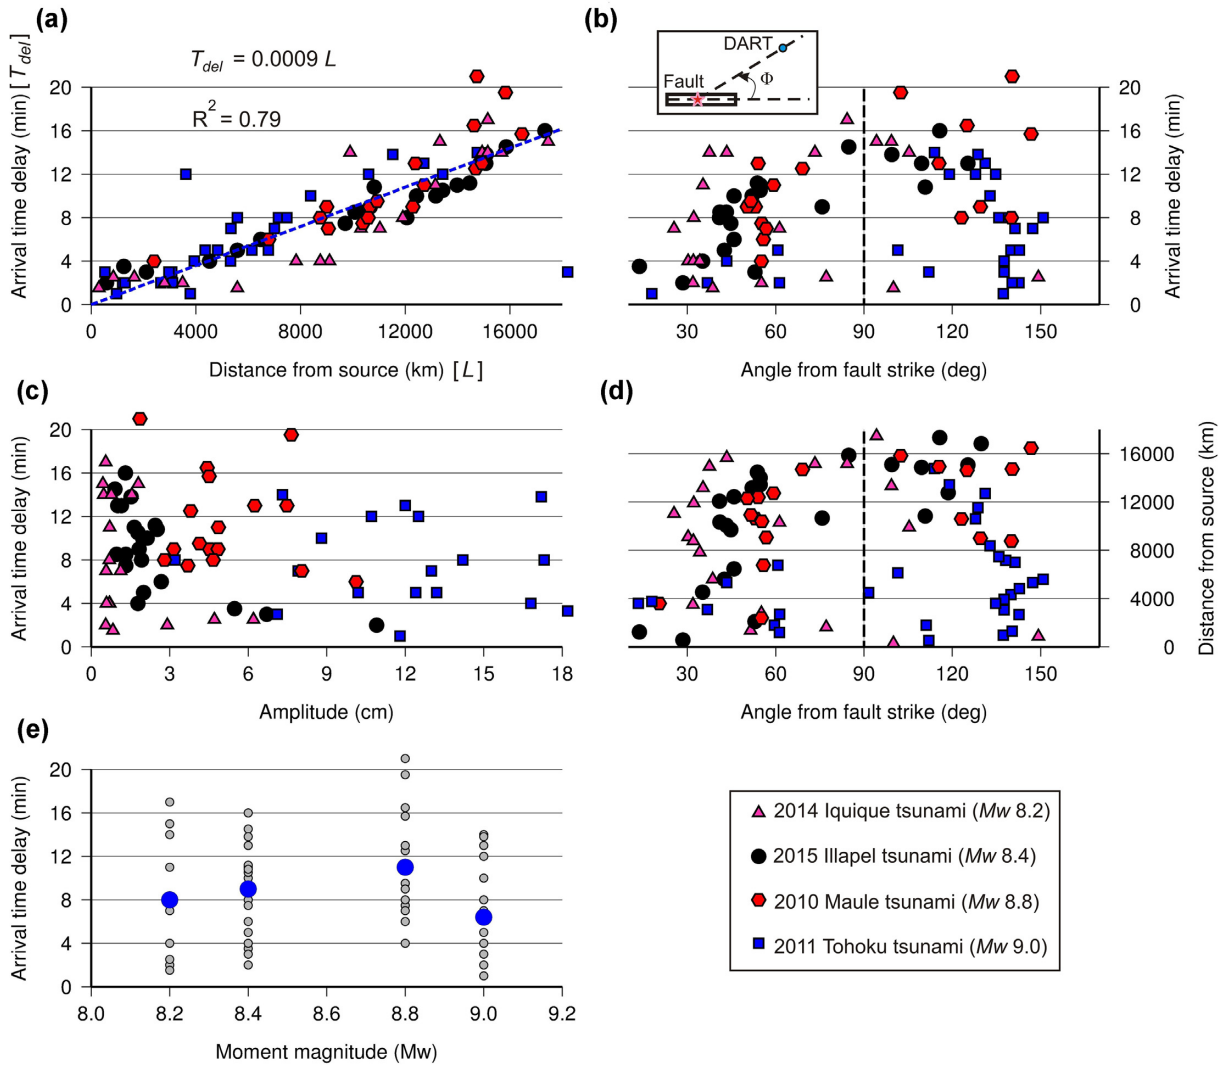 (a)
T_del = 0.0009 L
R² = 0.79
Arrival time delay (min) [T_del]
20
16
12
8
4
0
0 4000 8000 12000 16000
Distance from source (km) [L]
(b)
DART
Fault
Φ
20
16
12
8
4
0
Arrival time delay (min)
30 60 90 120 150
Angle from fault strike (deg)
(c)
Arrival time delay (min)
20
16
12
8
4
0
0 3 6 9 12 15 18
Amplitude (cm)
(d)
16000
12000
8000
4000
0
Distance from source (km)
30 60 90 120 150
Angle from fault strike (deg)
(e)
Arrival time delay (min)
20
16
12
8
4
0
8.0 8.2 8.4 8.6 8.8 9.0 9.2
Moment magnitude (Mw)
2014 Iquique tsunami (Mw 8.2)
2015 Illapel tsunami (Mw 8.4)
2010 Maule tsunami (Mw 8.8)
2011 Tohoku tsunami (Mw 9.0)